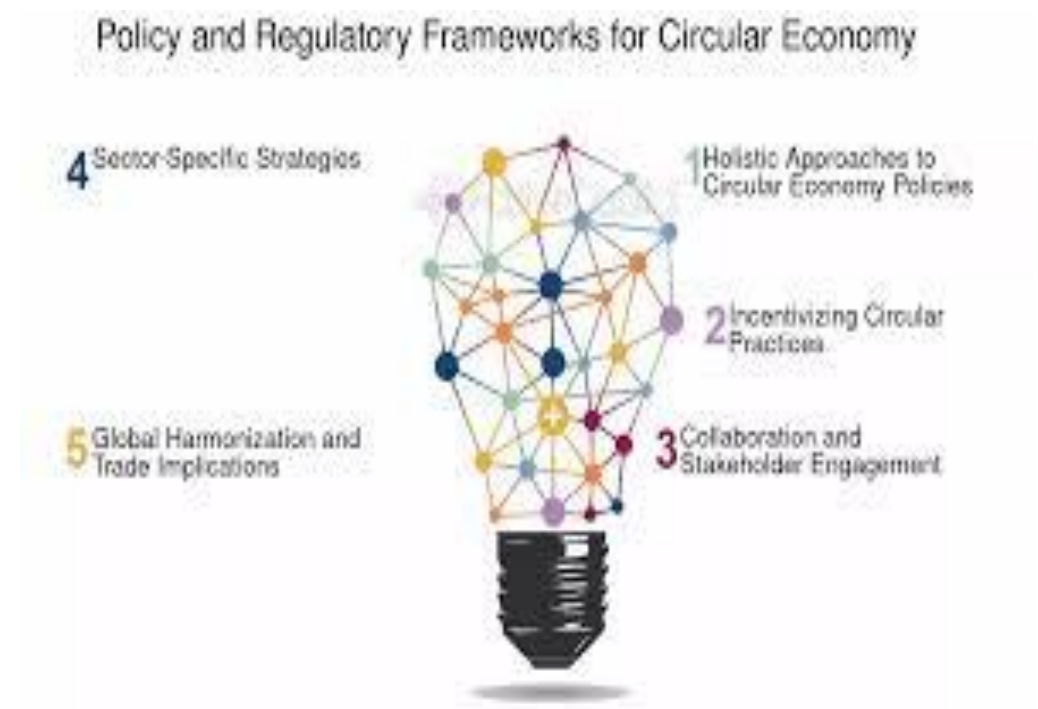 Policy and Regulatory Frameworks for Circular Economy
4 Sector-Specific Strategies
1 Holistic Approaches to
Circular Economy Policies
2 Incentivizing Circular
Practices
5 Global Harmonization and
Trade Implications
3 Collaboration and
Stakeholder Engagement